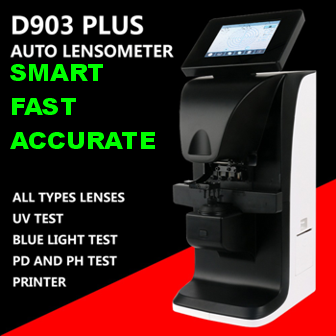 D903 PLUS
AUTO LENSOMETER
SMART
FAST
ACCURATE
ALL TYPES LENSES
UV TEST
BLUE LIGHT TEST
PD AND PH TEST
PRINTER